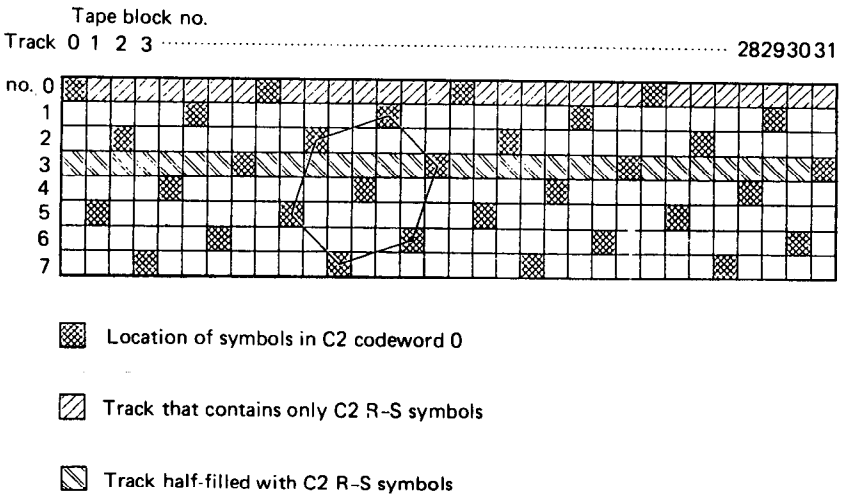 Tape block no.
Track 0 1 2 3 ........................................................ 28293031
no. 0
1
2
3
4
5
6
7
Location of symbols in C2 codeword 0
Track that contains only C2 R-S symbols
Track half-filled with C2 R-S symbols